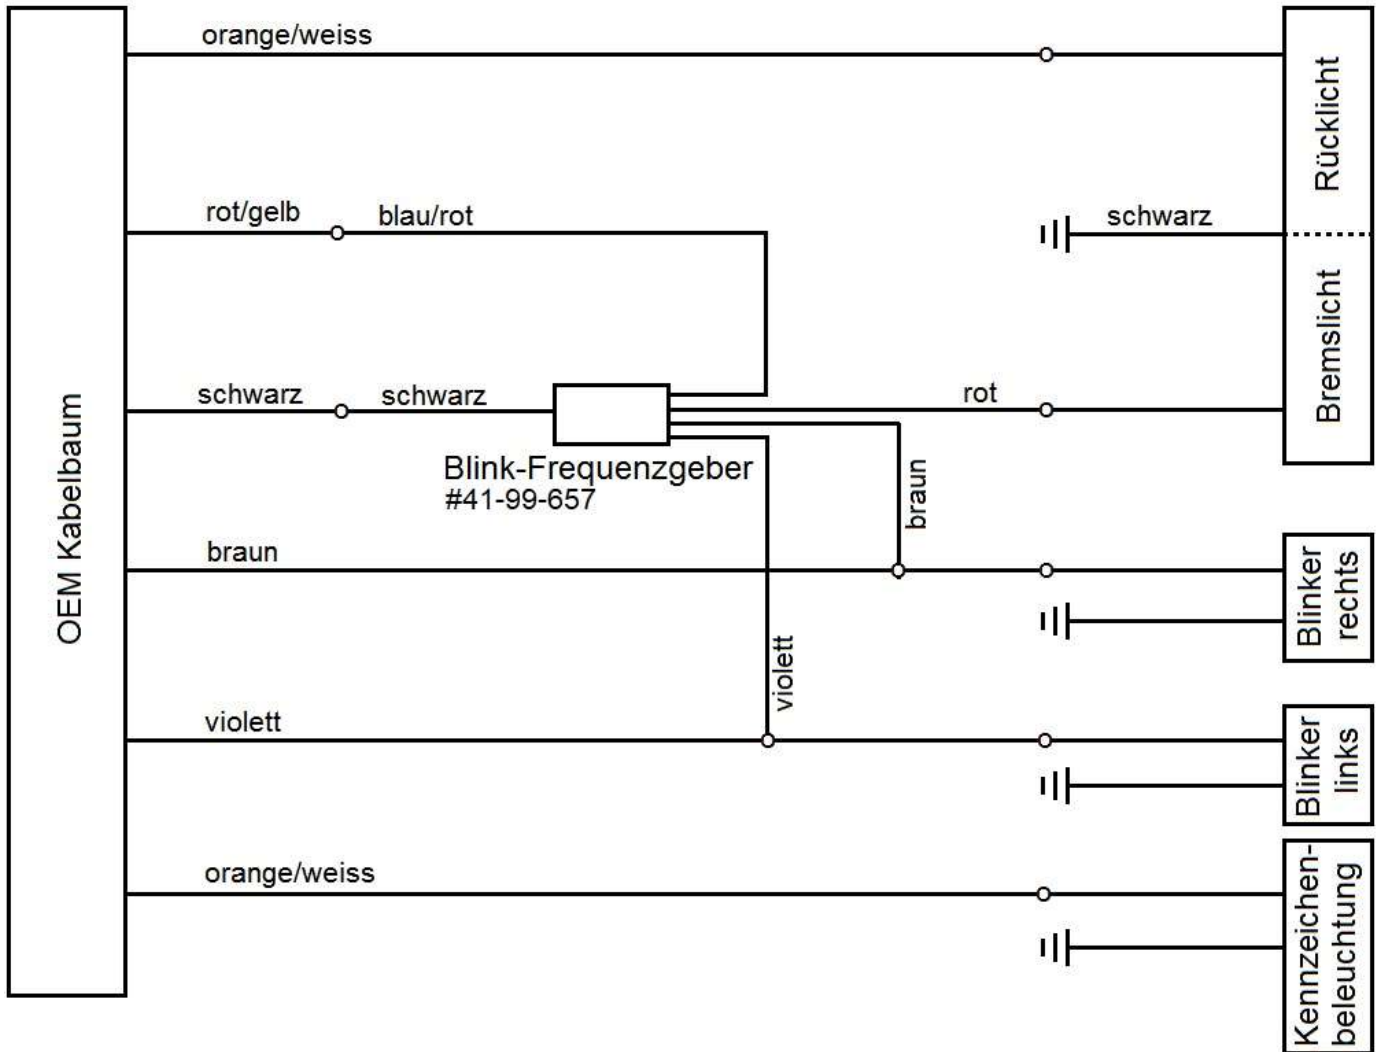 orange/weiss
Rücklicht
rot/gelb
blau/rot
schwarz
Bremslicht
schwarz
schwarz
rot
OEM Kabelbaum
Blink-Frequenzgeber
#41-99-657
braun
braun
Blinker
rechts
violett
violett
Blinker
links
orange/weiss
Kennzeichen-
beleuchtung